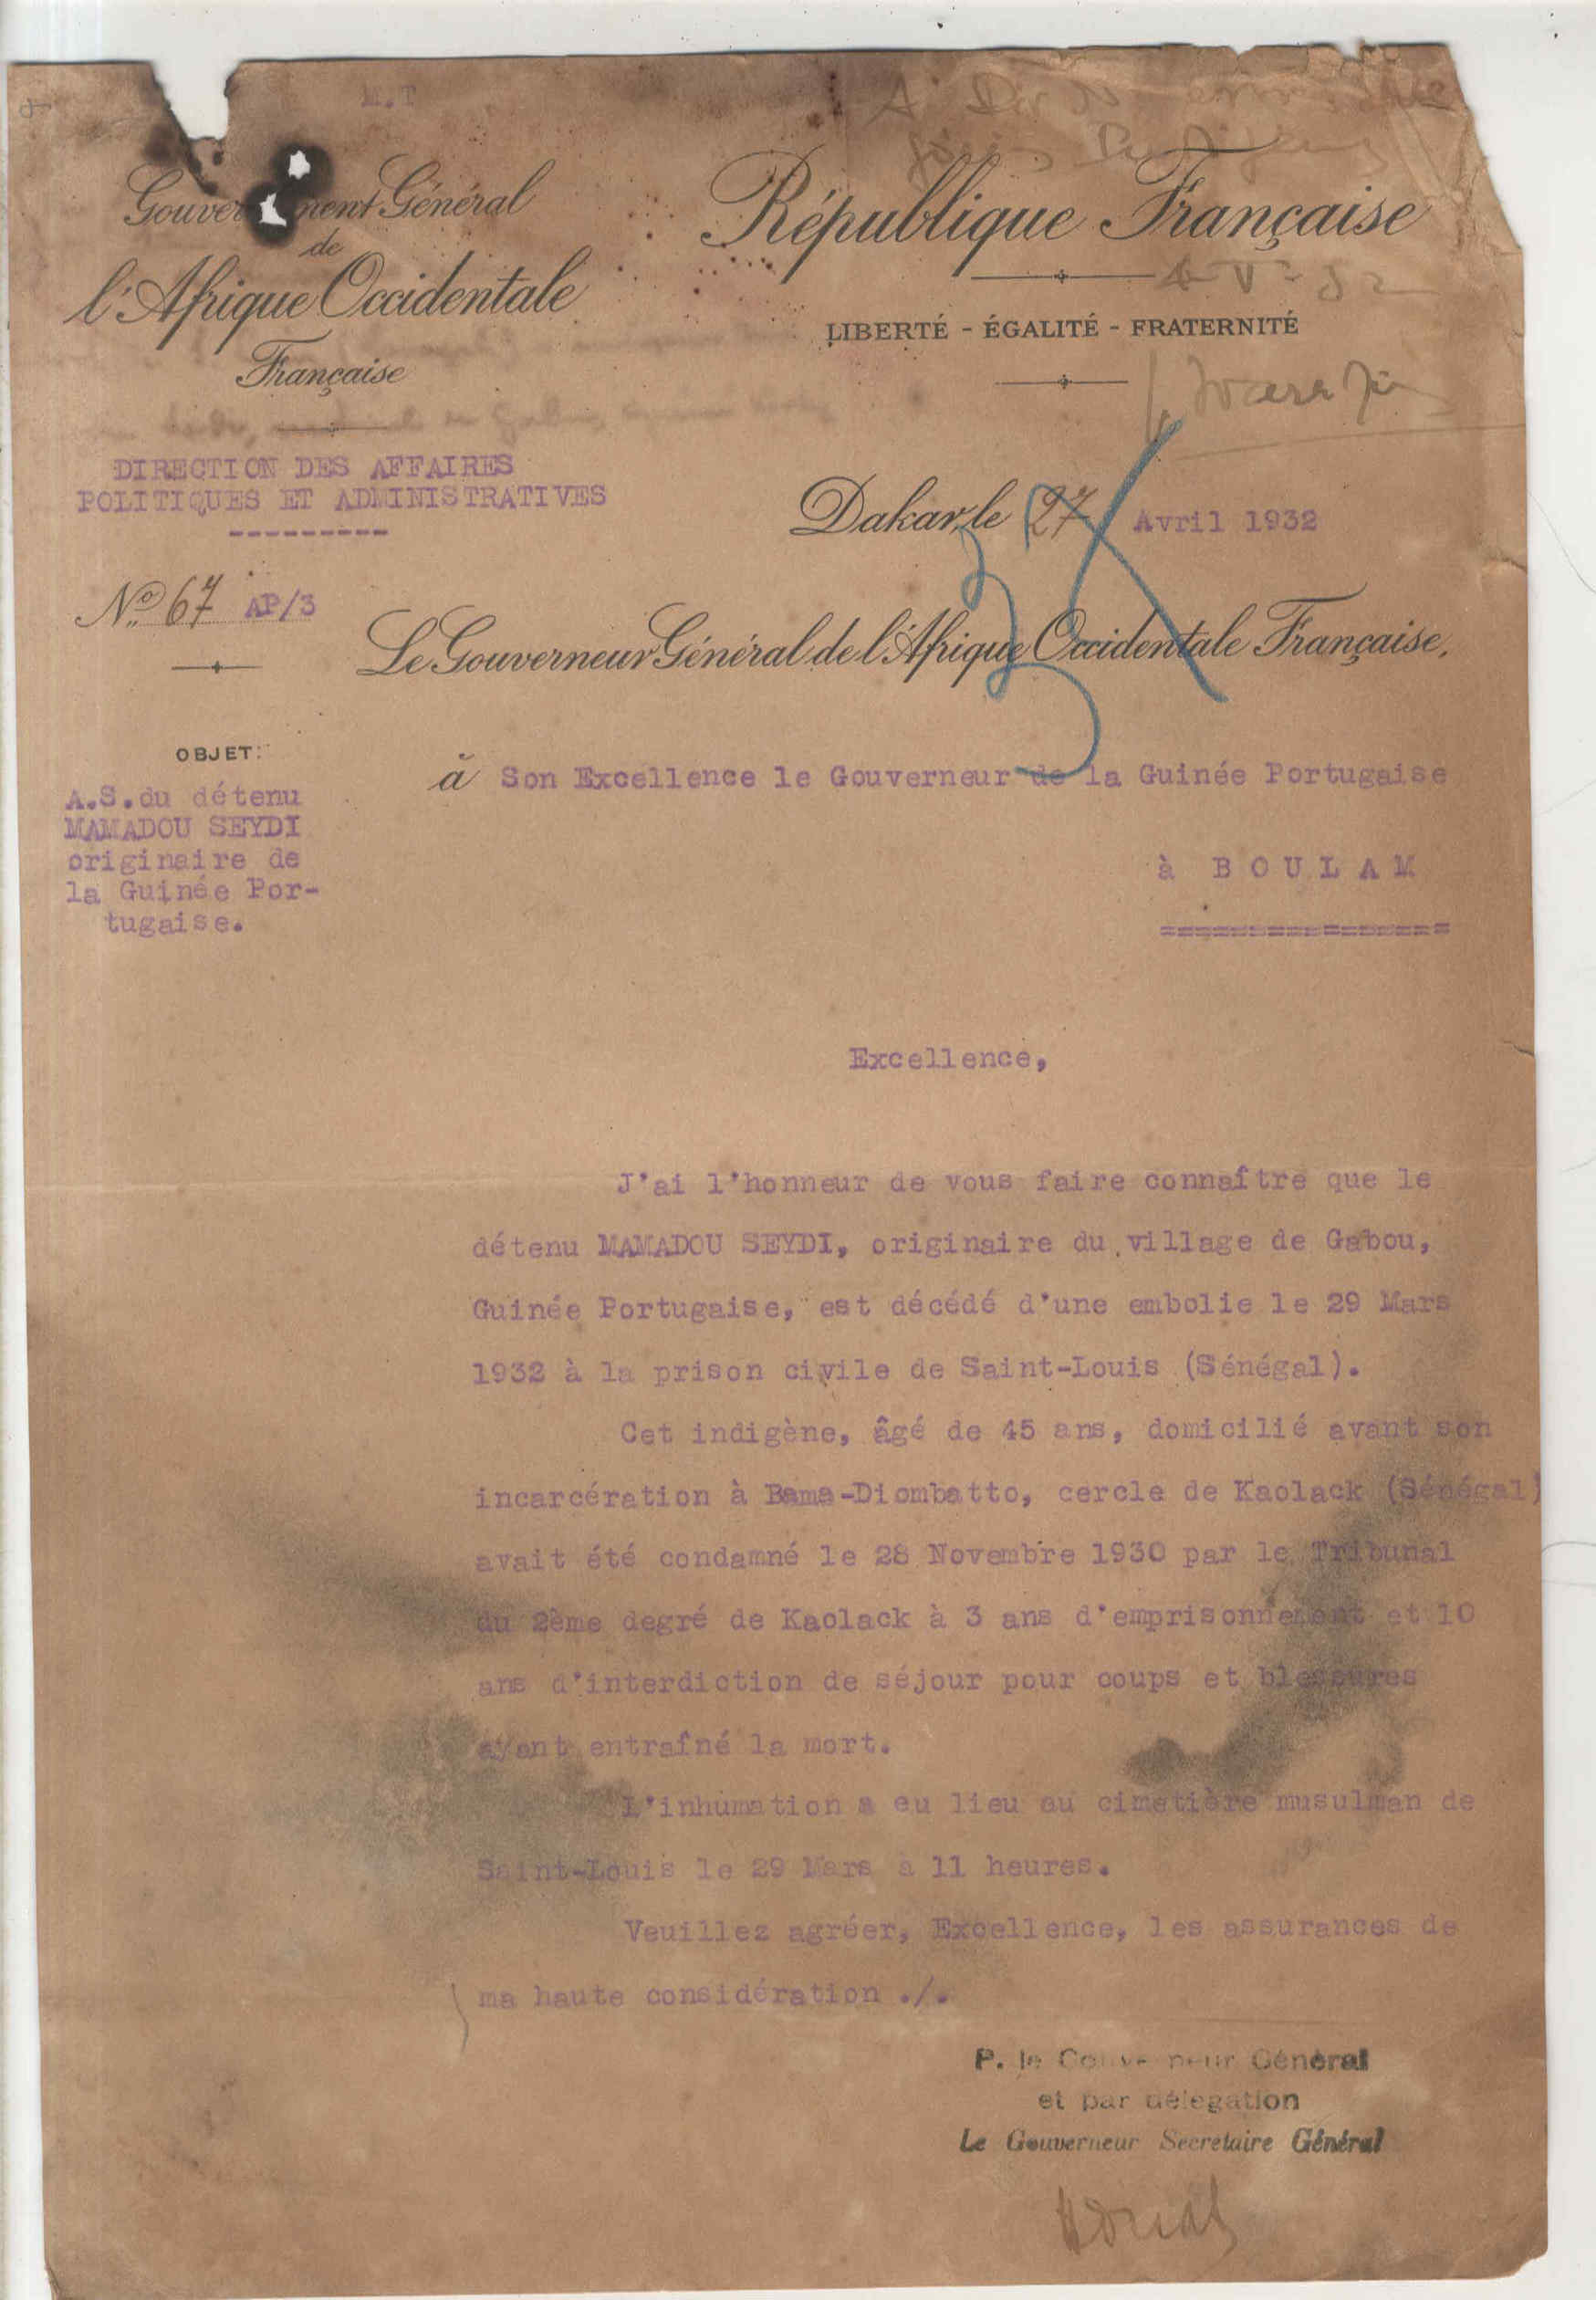 M.T
Gouvernement Général
de
l'Afrique Occidentale
Française
République Française
4-V-32
LIBERTÉ - ÉGALITÉ - FRATERNITÉ
DIRECTION DES AFFAIRES
POLITIQUES ET ADMINISTRATIVES
---------
Dakar, le 27 Avril 1932
No. 67 AP/3
Le Gouverneur Général de l'Afrique Occidentale Française,
OBJET:
A.S. du détenu
MAMADOU SEYDI
originaire de
la Guinée Por-
tugaise.
à Son Excellence le Gouverneur de la Guinée Portugaise
à B O U L A M
================
Excellence,
J'ai l'honneur de vous faire connaître que le
détenu MAMADOU SEYDI, originaire du village de Gabou,
Guinée Portugaise, est décédé d'une embolie le 29 Mars
1932 à la prison civile de Saint-Louis (Sénégal).
Cet indigène, âgé de 45 ans, domicilié avant son
incarcération à Bama-Diombatto, cercle de Kaolack (Sénégal)
avait été condamné le 28 Novembre 1930 par le Tribunal
du 2ème degré de Kaolack à 3 ans d'emprisonnement et 10
ans d'interdiction de séjour pour coups et blessures
ayant entraîné la mort.
L'inhumation a eu lieu au cimetière musulman de
Saint-Louis le 29 Mars à 11 heures.
Veuillez agréer, Excellence, les assurances de
ma haute considération ./.
P. le Gouverneur Général
et par délégation
Le Gouverneur Secrétaire Général